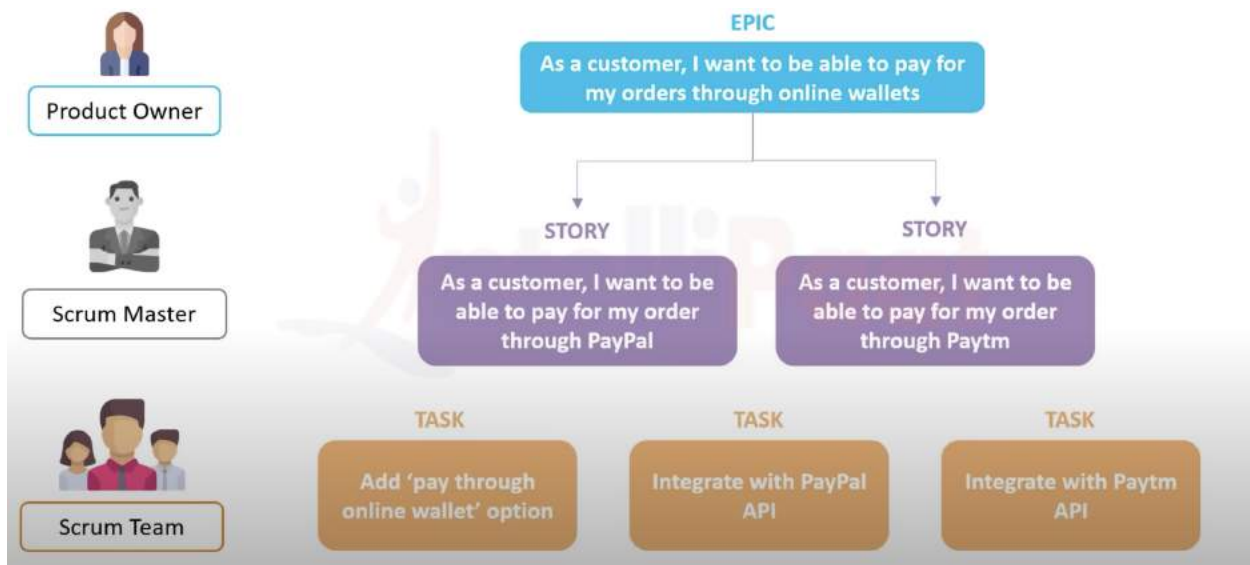 EPIC
As a customer, I want to be able to pay for
my orders through online wallets
Product Owner
STORY
STORY
As a customer, I want to be
able to pay for my order
through PayPal
As a customer, I want to be
able to pay for my order
through Paytm
Scrum Master
TASK
TASK
TASK
Add ‘pay through
online wallet’ option
Integrate with PayPal
API
Integrate with Paytm
API
Scrum Team